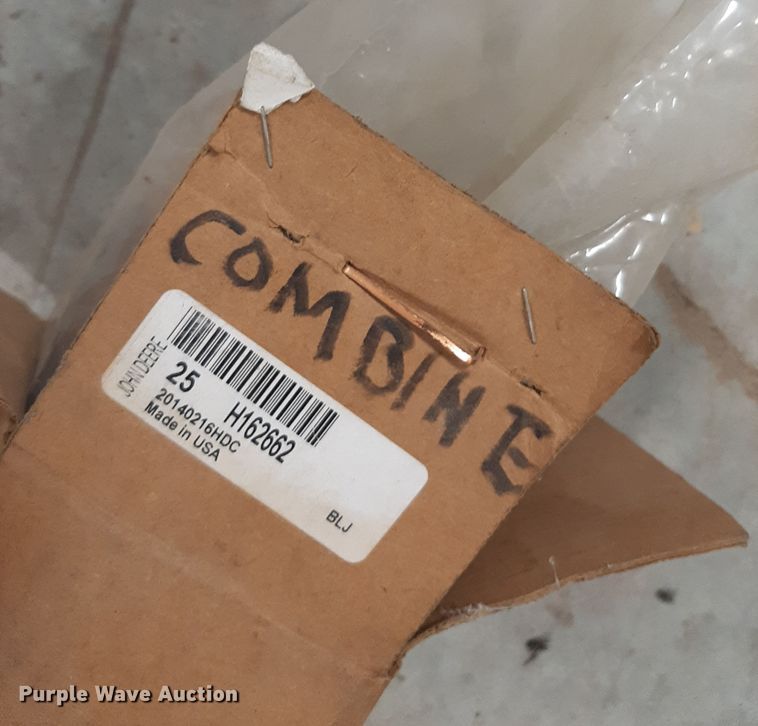 COMBINE
JOHN DEERE
25 H162662
20140216HDC
Made in USA
BLJ
Purple Wave Auction